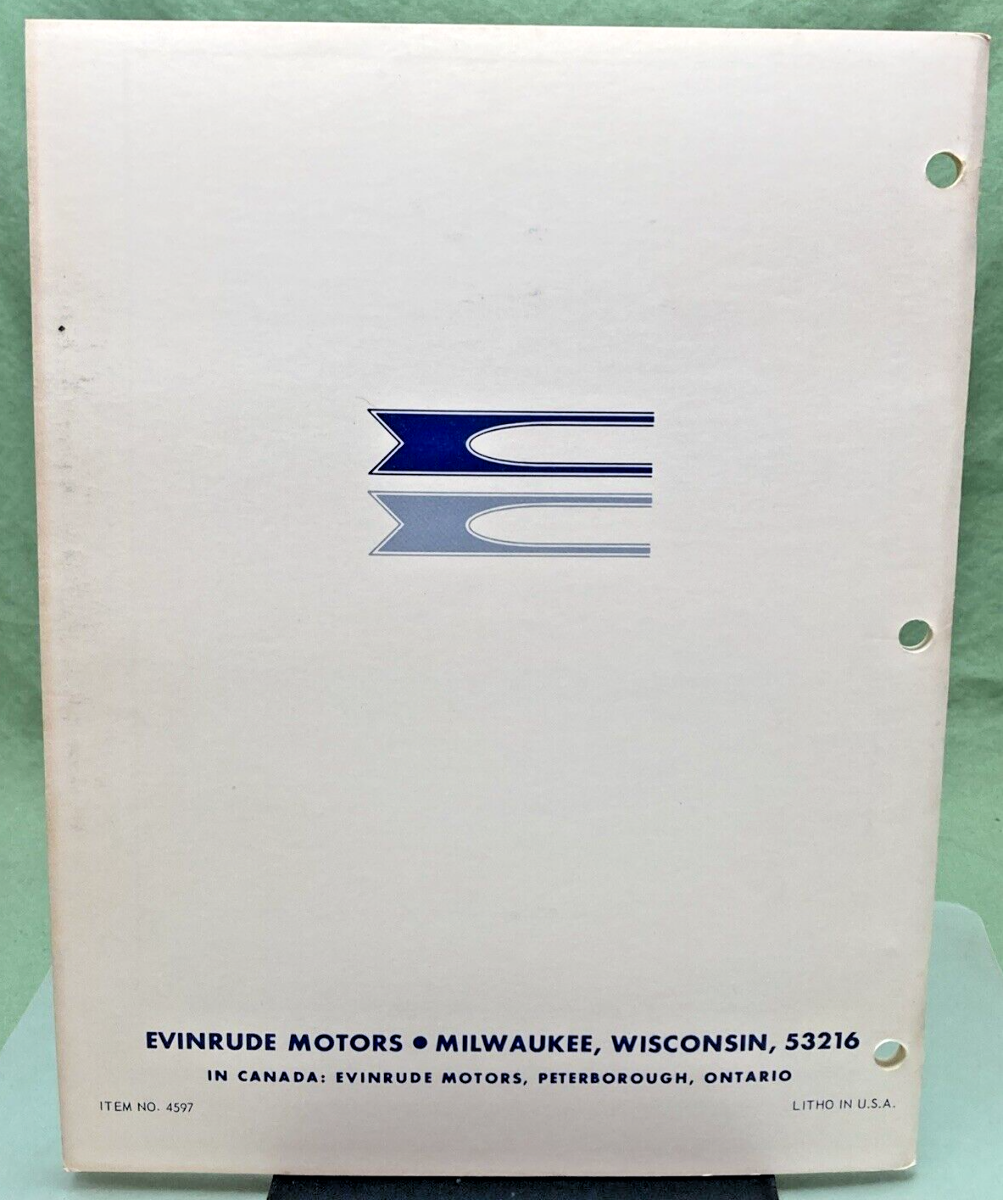 EVINRUDE MOTORS ● MILWAUKEE, WISCONSIN, 53216
IN CANADA: EVINRUDE MOTORS, PETERBOROUGH, ONTARIO
ITEM NO. 4597
LITHO IN U.S.A.